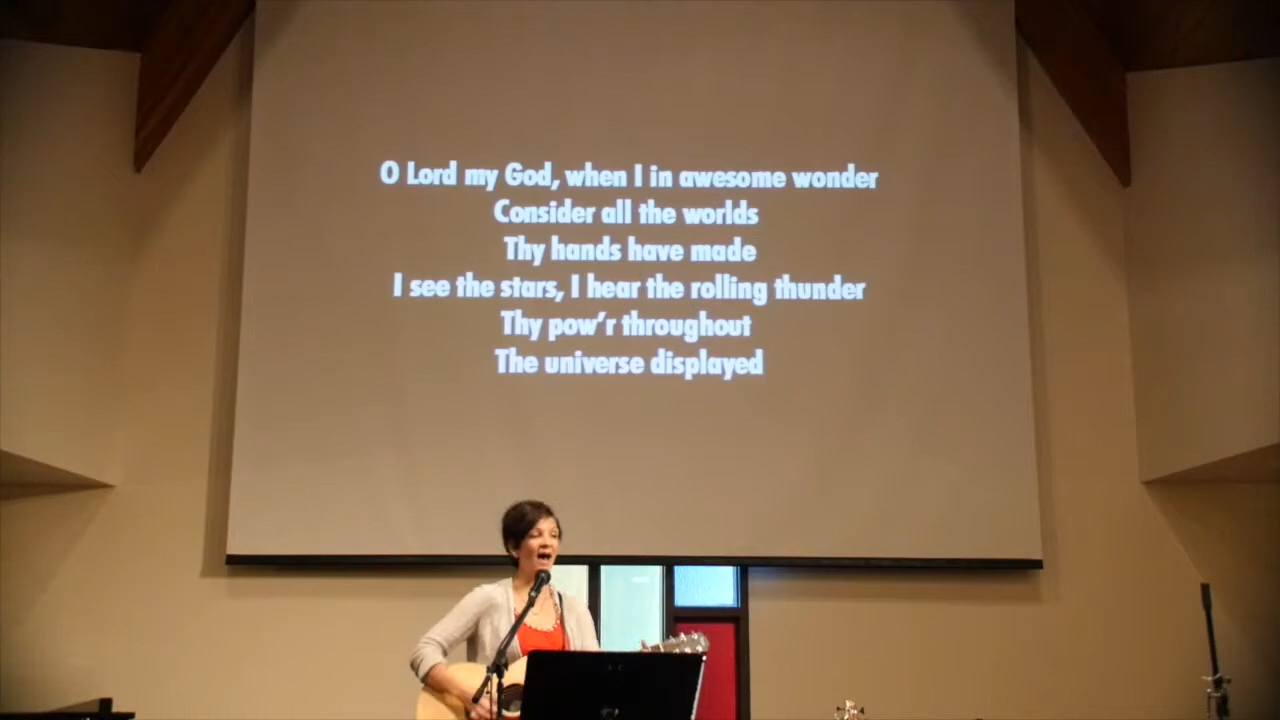 O Lord my God, when I in awesome wonder
Consider all the worlds
Thy hands have made
I see the stars, I hear the rolling thunder
Thy pow’r throughout
The universe displayed